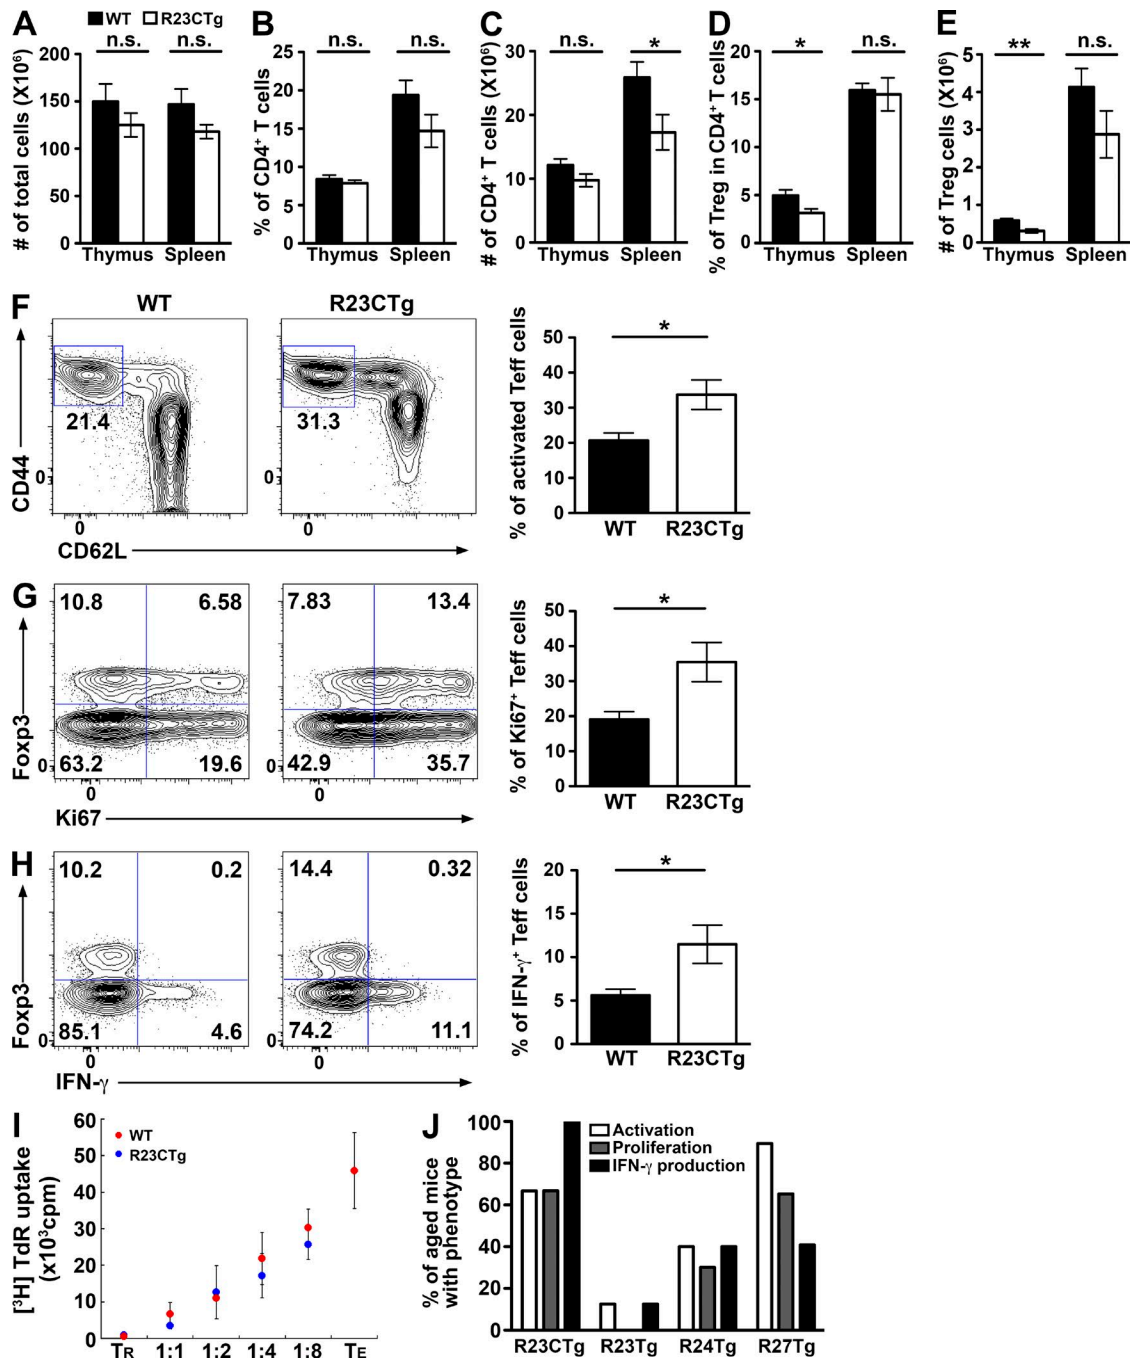 A
WT R23CTg
n.s. n.s.
# of total cells (X10⁶)
200
150
100
50
0
Thymus Spleen
B
n.s. n.s.
% of CD4⁺ T cells
25
20
15
10
5
0
Thymus Spleen
C
n.s. *
# of CD4⁺ T cells (X10⁶)
30
20
10
0
Thymus Spleen
D
* n.s.
% of Treg in CD4⁺ T cells
20
15
10
5
0
Thymus Spleen
E
** n.s.
# of Treg cells (X10⁶)
6
5
4
3
2
1
0
Thymus Spleen
F
WT R23CTg
CD44
0
21.4
31.3
0 0
CD62L
*
% of activated Teff cells
50
40
30
20
10
0
WT R23CTg
G
10.8 6.58 7.83 13.4
Foxp3
0
63.2 19.6 42.9 35.7
0 0
Ki67
*
% of Ki67⁺ Teff cells
50
40
30
20
10
0
WT R23CTg
H
10.2 0.2 14.4 0.32
Foxp3
0
85.1 4.6 74.2 11.1
0 0
IFN-γ
*
% of IFN-γ⁺ Teff cells
20
15
10
5
0
WT R23CTg
I
WT
R23CTg
[³H] TdR uptake
(x10³cpm)
60
50
40
30
20
10
0
TR 1:1 1:2 1:4 1:8 TE
J
Activation
Proliferation
IFN-γ production
% of aged mice
with phenotype
100
80
60
40
20
0
R23CTg R23Tg R24Tg R27Tg